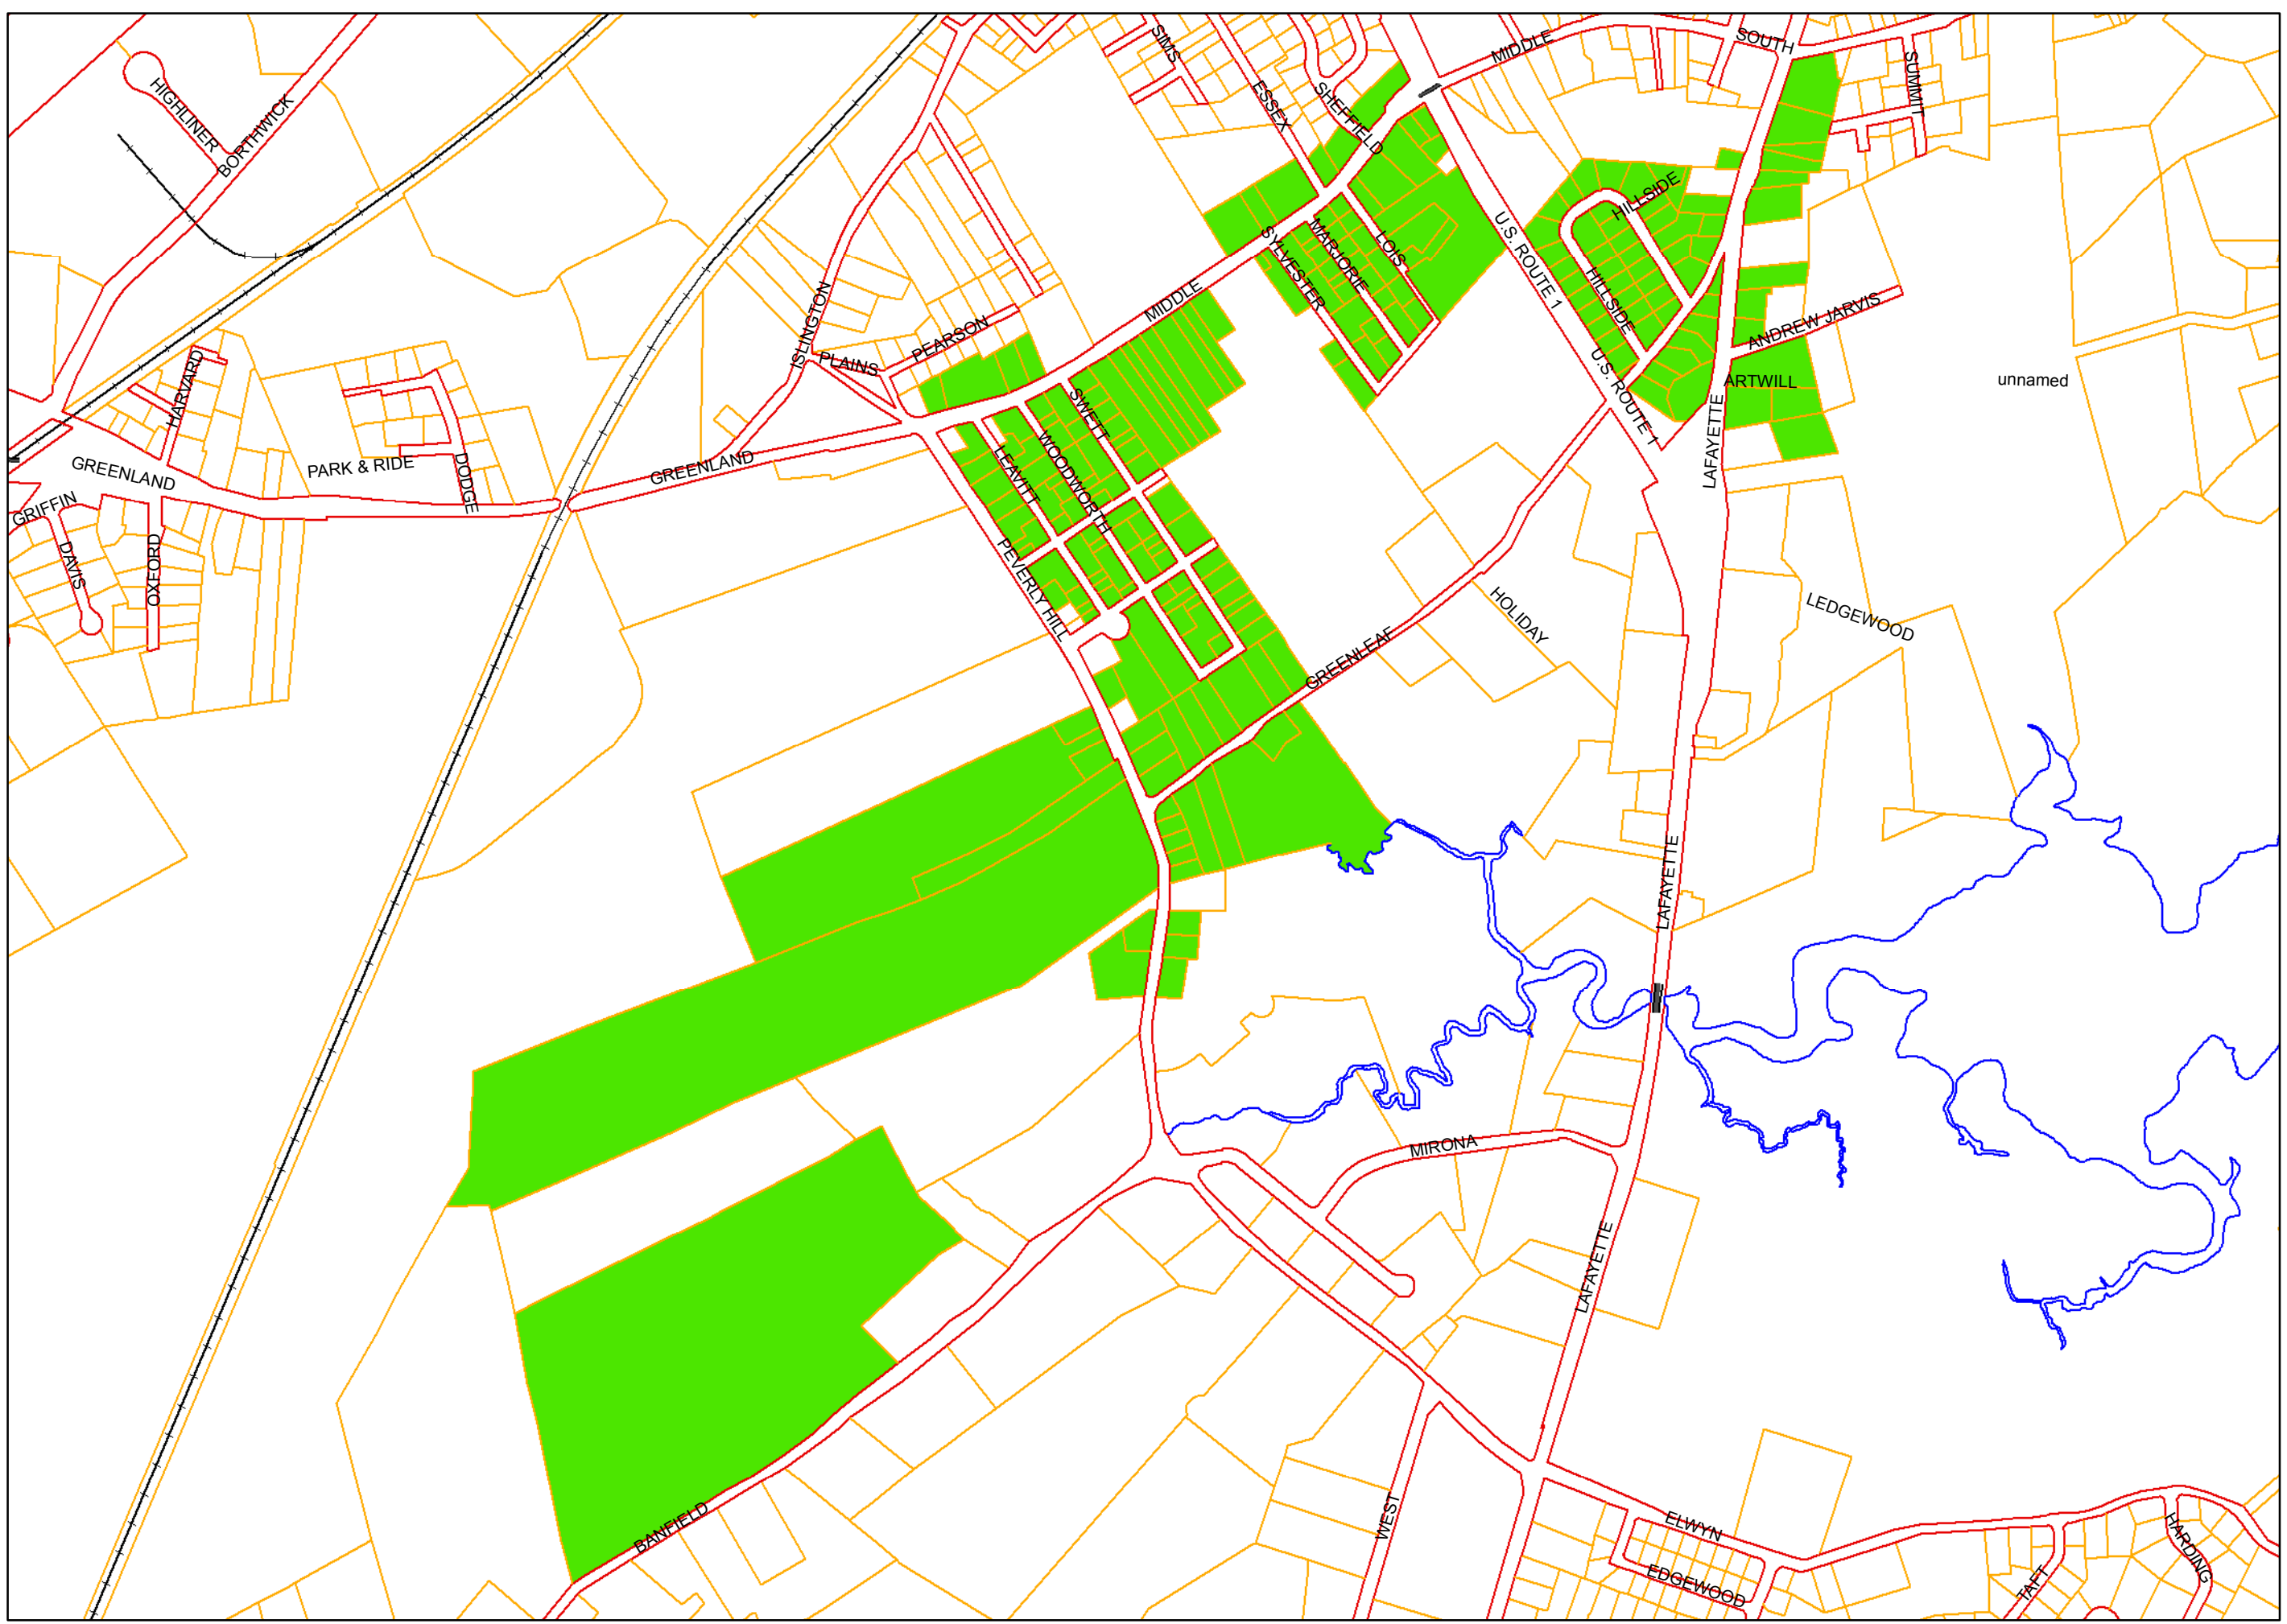 SIMS
MIDDLE
SOUTH
SUMMIT
HIGHLINER
BORTHWICK
ESSEX
SHEFFIELD
HILLSIDE
U.S. ROUTE 1
SYLVESTER
MARJORIE
LOIS
HILLSIDE
MIDDLE
ISLINGTON
PEARSON
PLAINS
ANDREW JARVIS
HARVARD
U.S. ROUTE 1
ARTWILL
unnamed
SWETT
LAFAYETTE
WOODWORTH
LEAVITT
GREENLAND
PARK & RIDE
DODGE
GREENLAND
GRIFFIN
DAVIS
OXFORD
PEVERLY HILL
HOLIDAY
LEDGEWOOD
GREENLEAF
LAFAYETTE
MIRONA
LAFAYETTE
BANFIELD
WEST
ELWYN
EDGEWOOD
TAFT
HARDING